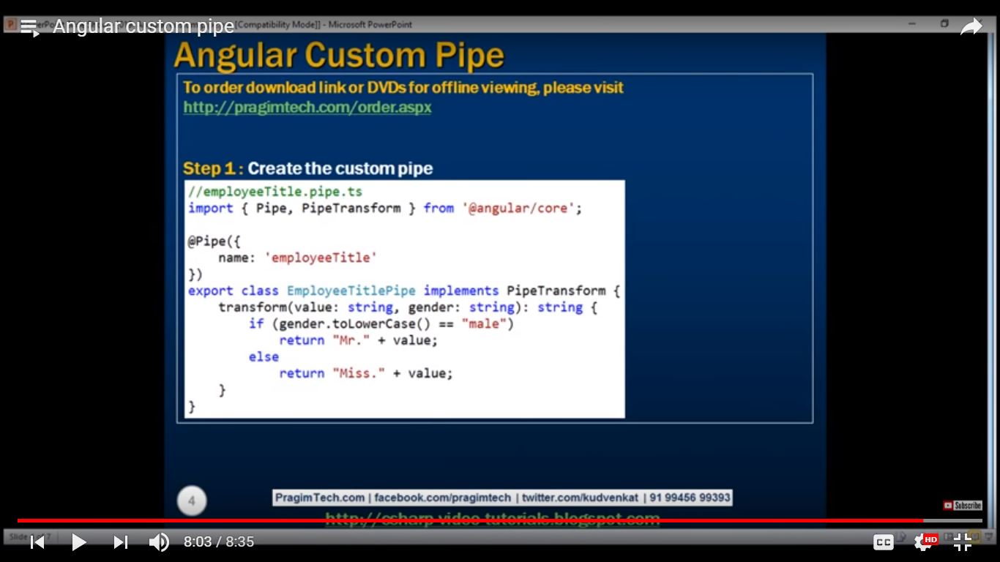 Angular custom pipe [Compatibility Mode]] - Microsoft PowerPoint
Angular Custom Pipe
To order download link or DVDs for offline viewing, please visit
http://pragimtech.com/order.aspx
Step 1 : Create the custom pipe
//employeeTitle.pipe.ts
import { Pipe, PipeTransform } from '@angular/core';
@Pipe({
    name: 'employeeTitle'
})
export class EmployeeTitlePipe implements PipeTransform {
    transform(value: string, gender: string): string {
        if (gender.toLowerCase() == "male")
            return "Mr." + value;
        else
            return "Miss." + value;
    }
}
4
PragimTech.com | facebook.com/pragimtech | twitter.com/kudvenkat | 91 99456 99393
Subscribe
http://csharp-video-tutorials.blogspot.com
Slide 7
8:03 / 8:35
CC
HD